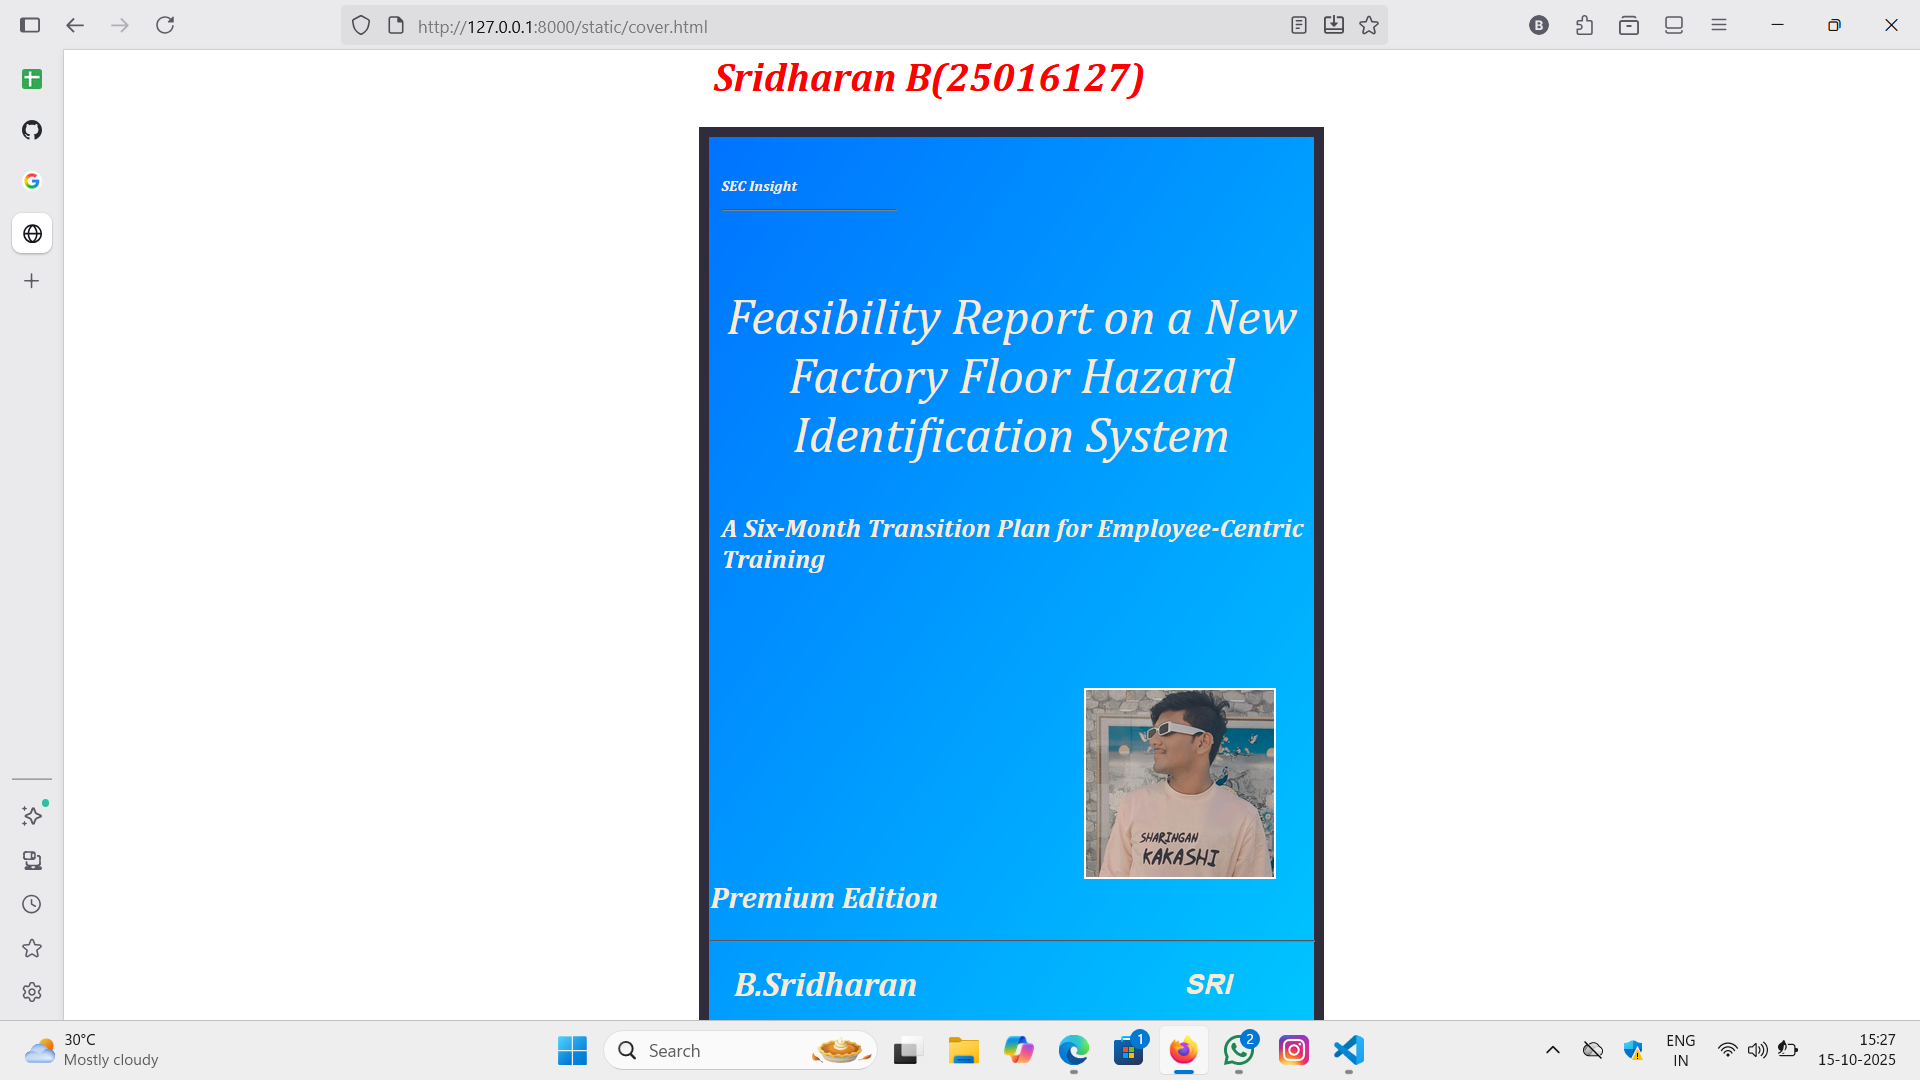 http://127.0.0.1:8000/static/cover.html
B
Sridharan B(25016127)
SEC Insight
Feasibility Report on a New
Factory Floor Hazard
Identification System
A Six-Month Transition Plan for Employee-Centric
Training
SHARINGAN
KAKASHI
Premium Edition
B.Sridharan
SRI
30°C
Mostly cloudy
Search
1
2
ENG
IN
15:27
15-10-2025